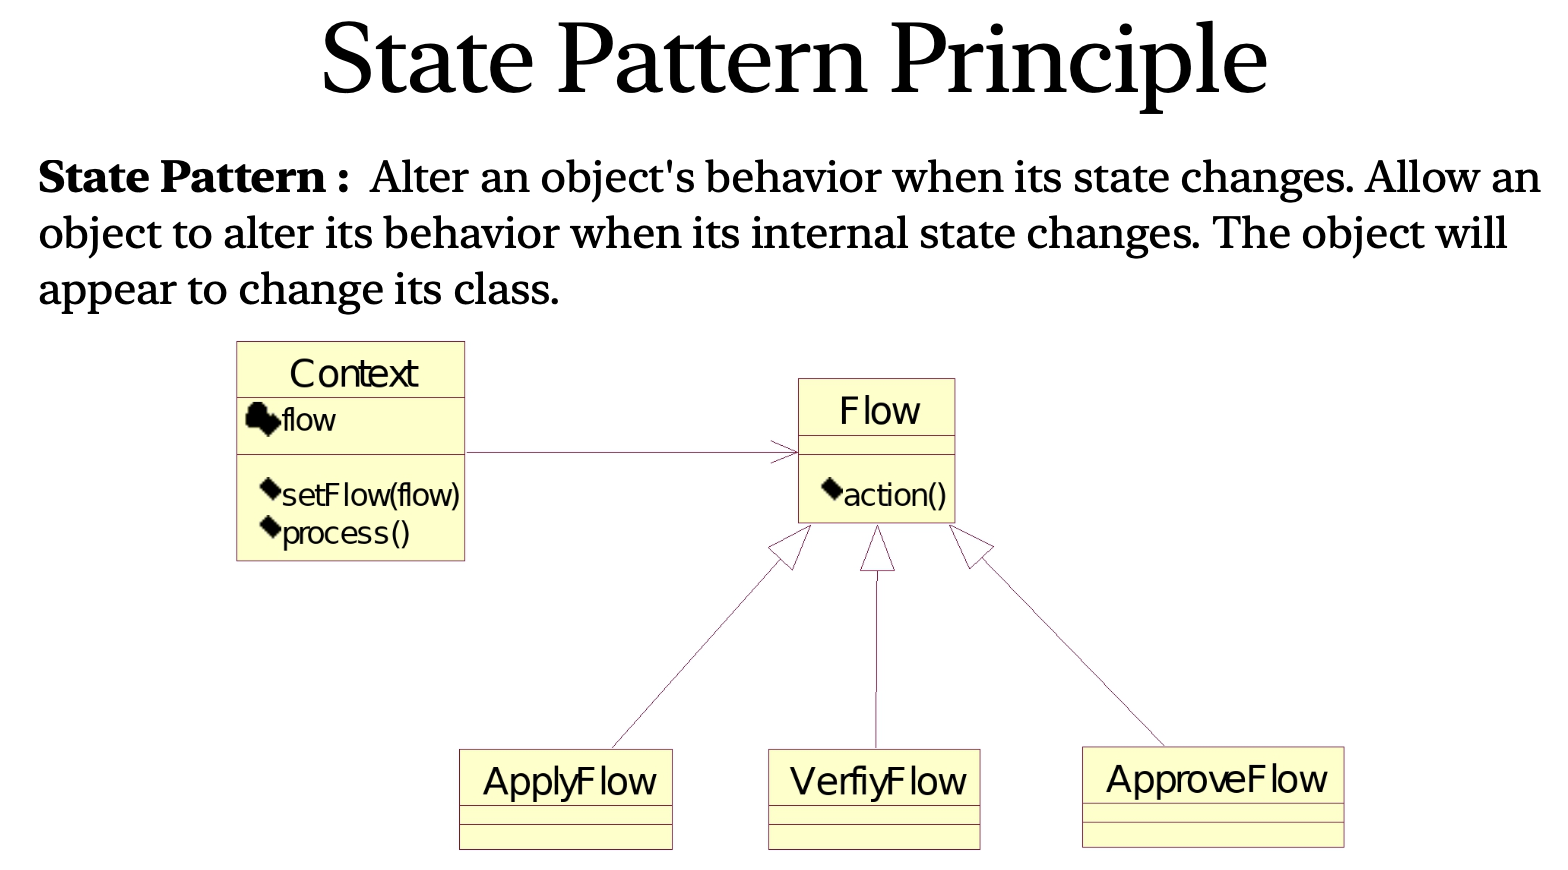 State Pattern Principle
State Pattern : Alter an object's behavior when its state changes. Allow an
object to alter its behavior when its internal state changes. The object will
appear to change its class.
Context
flow
setFlow(flow)
process()
Flow
action()
ApplyFlow
VerfiyFlow
ApproveFlow